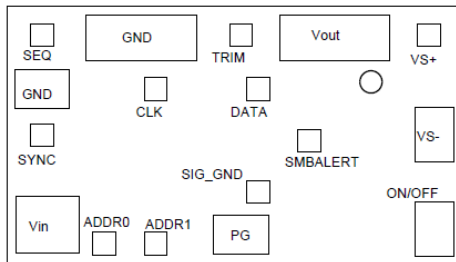 GND
Vout
SEQ
TRIM
VS+
GND
CLK
DATA
VS-
SYNC
SMBALERT
SIG_GND
ON/OFF
Vin
ADDR0
ADDR1
PG